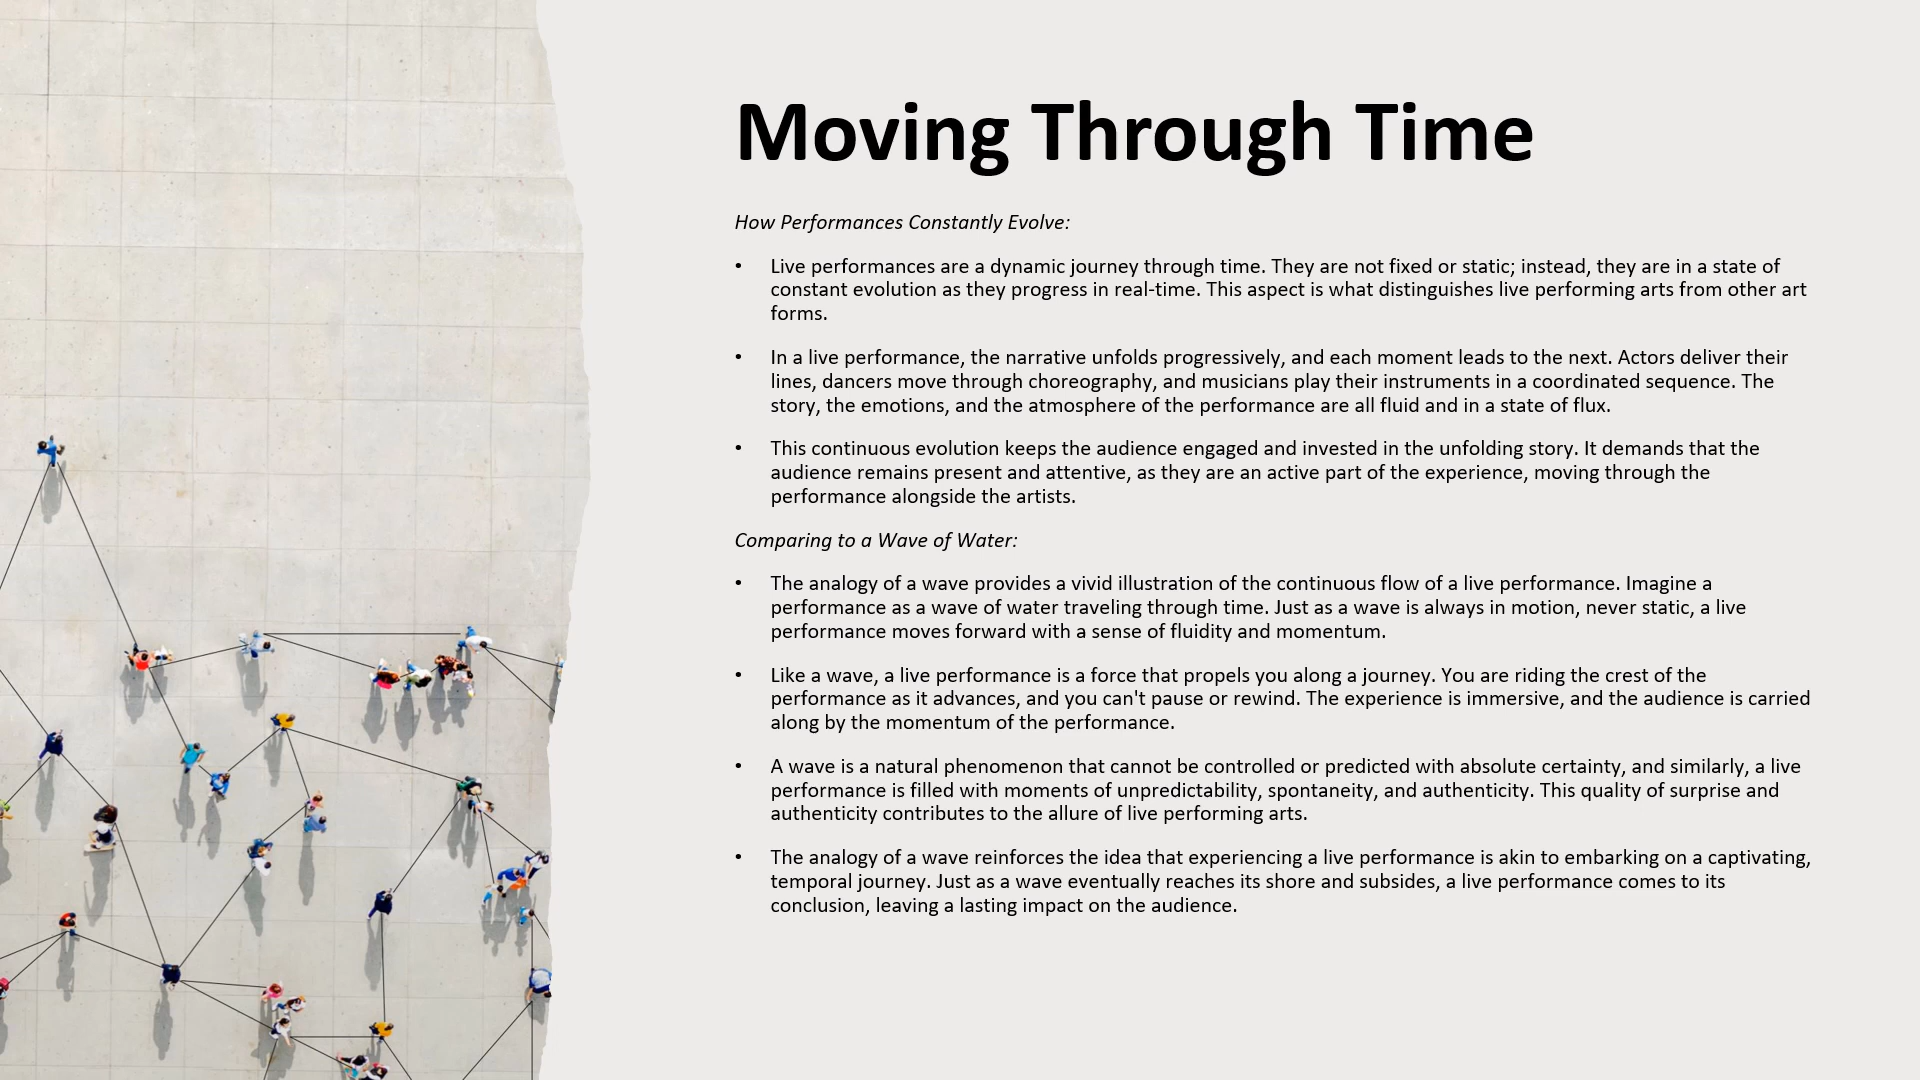 Moving Through Time
How Performances Constantly Evolve:
• Live performances are a dynamic journey through time. They are not fixed or static; instead, they are in a state of
constant evolution as they progress in real-time. This aspect is what distinguishes live performing arts from other art
forms.
• In a live performance, the narrative unfolds progressively, and each moment leads to the next. Actors deliver their
lines, dancers move through choreography, and musicians play their instruments in a coordinated sequence. The
story, the emotions, and the atmosphere of the performance are all fluid and in a state of flux.
• This continuous evolution keeps the audience engaged and invested in the unfolding story. It demands that the
audience remains present and attentive, as they are an active part of the experience, moving through the
performance alongside the artists.
Comparing to a Wave of Water:
• The analogy of a wave provides a vivid illustration of the continuous flow of a live performance. Imagine a
performance as a wave of water traveling through time. Just as a wave is always in motion, never static, a live
performance moves forward with a sense of fluidity and momentum.
• Like a wave, a live performance is a force that propels you along a journey. You are riding the crest of the
performance as it advances, and you can't pause or rewind. The experience is immersive, and the audience is carried
along by the momentum of the performance.
• A wave is a natural phenomenon that cannot be controlled or predicted with absolute certainty, and similarly, a live
performance is filled with moments of unpredictability, spontaneity, and authenticity. This quality of surprise and
authenticity contributes to the allure of live performing arts.
• The analogy of a wave reinforces the idea that experiencing a live performance is akin to embarking on a captivating,
temporal journey. Just as a wave eventually reaches its shore and subsides, a live performance comes to its
conclusion, leaving a lasting impact on the audience.